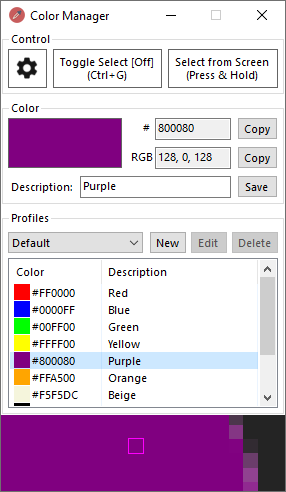 Color Manager
Control
Toggle Select [Off]
(Ctrl+G)
Select from Screen
(Press & Hold)
Color
# 800080 Copy
RGB 128, 0, 128 Copy
Description: Purple Save
Profiles
Default New Edit Delete
Color Description
#FF0000 Red
#0000FF Blue
#00FF00 Green
#FFFF00 Yellow
#800080 Purple
#FFA500 Orange
#F5F5DC Beige